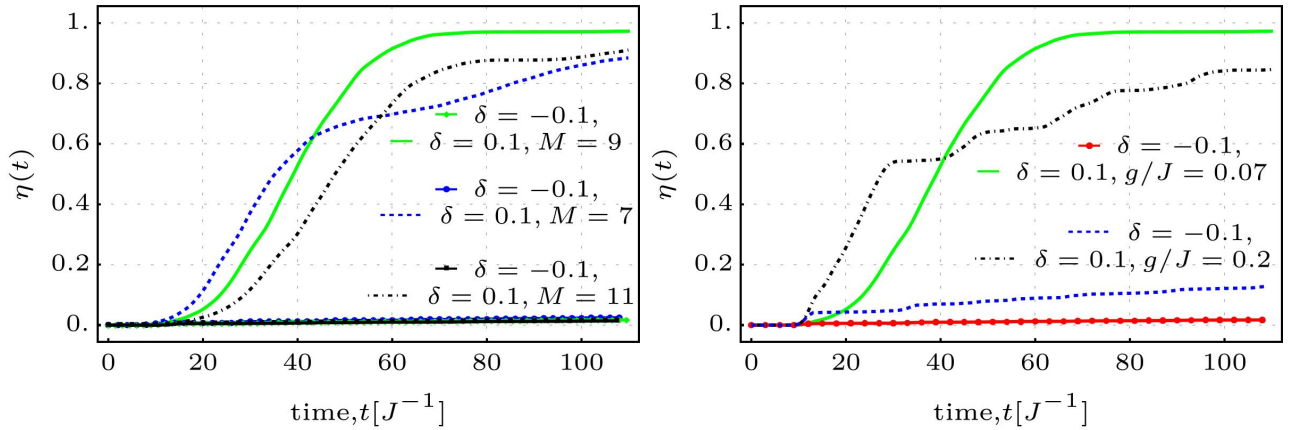 1.
0.8
0.6
0.4
0.2
0.
η(t)
δ = −0.1,
δ = 0.1, M = 9
δ = −0.1,
δ = 0.1, M = 7
δ = −0.1,
δ = 0.1, M = 11
0 20 40 60 80 100
time,t[J⁻¹]
1.
0.8
0.6
0.4
0.2
0.
η(t)
δ = −0.1,
δ = 0.1, g/J = 0.07
δ = −0.1,
δ = 0.1, g/J = 0.2
0 20 40 60 80 100
time,t[J⁻¹]